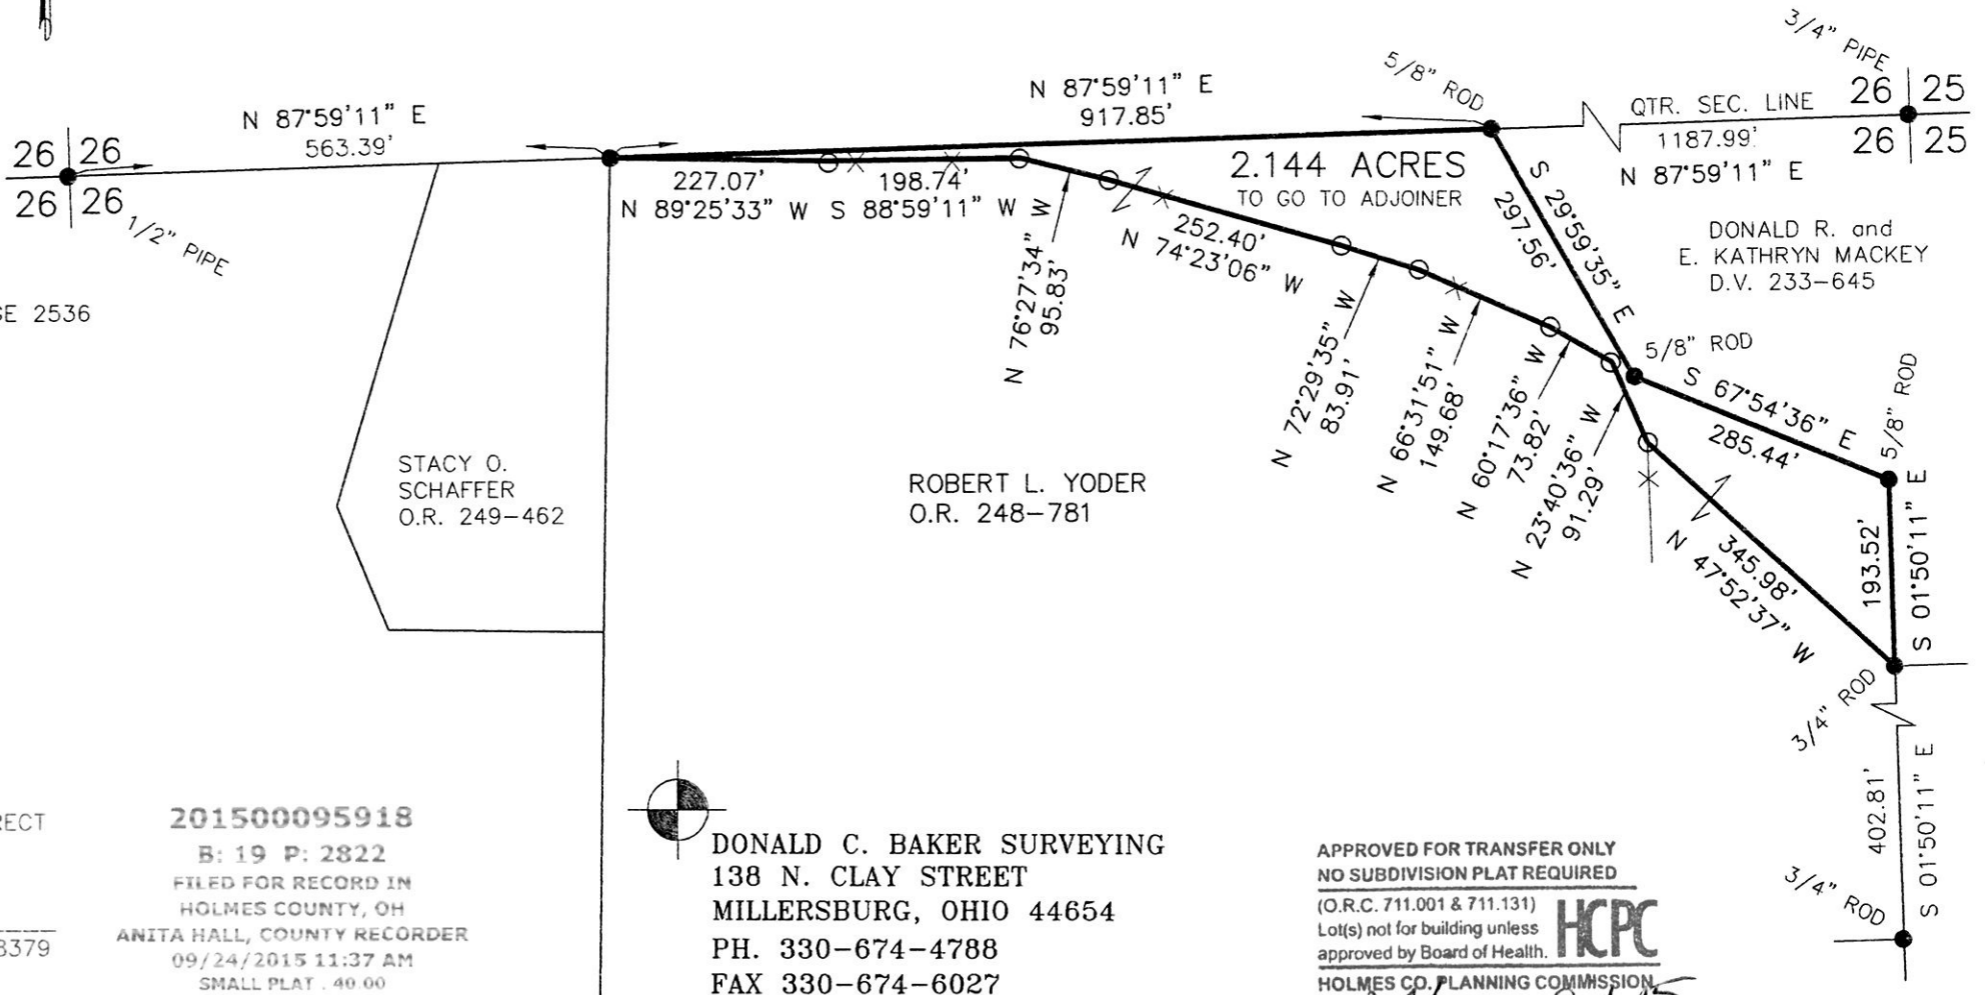 N 87°59'11" E
563.39'
26 26
26 26
1/2" PIPE
N 87°59'11" E
917.85'
5/8" ROD
3/4" PIPE
26 25
26 25
QTR. SEC. LINE
1187.99'
N 87°59'11" E
227.07'
N 89°25'33" W
198.74'
S 88°59'11" W
N 76°27'34" W
95.83'
252.40'
N 74°23'06" W
2.144 ACRES
TO GO TO ADJOINER
S 29°59'35" E
297.56'
DONALD R. and
E. KATHRYN MACKEY
D.V. 233-645
N 72°29'35" W
83.91'
N 66°31'51" W
149.68'
N 60°17'36" W
73.82'
N 23°40'36" W
91.29'
5/8" ROD
S 67°54'36" E
285.44'
5/8" ROD
193.52'
S 01°50'11" E
345.98'
N 47°52'37" W
3/4" ROD
402.81'
S 01°50'11" E
3/4" ROD
GE 2536
STACY O.
SCHAFFER
O.R. 249-462
ROBERT L. YODER
O.R. 248-781
RECT
8379
201500095918
B: 19 P: 2822
FILED FOR RECORD IN
HOLMES COUNTY, OH
ANITA HALL, COUNTY RECORDER
09/24/2015 11:37 AM
SMALL PLAT . 40.00
DONALD C. BAKER SURVEYING
138 N. CLAY STREET
MILLERSBURG, OHIO 44654
PH. 330-674-4788
FAX 330-674-6027
APPROVED FOR TRANSFER ONLY
NO SUBDIVISION PLAT REQUIRED
(O.R.C. 711.001 & 711.131)
Lot(s) not for building unless
approved by Board of Health.
HCPC
HOLMES CO. PLANNING COMMISSION